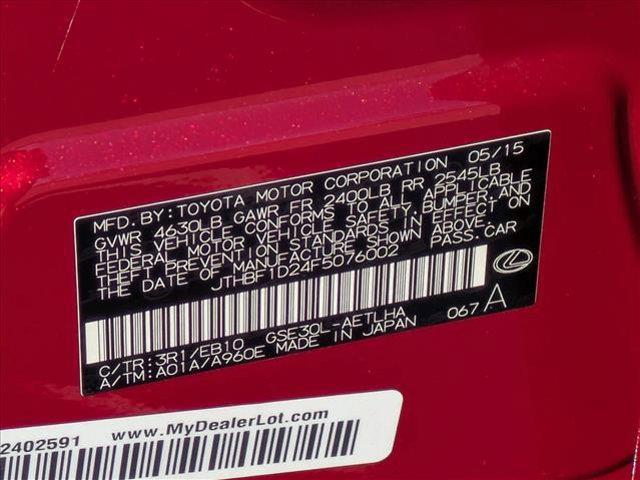 MFD. BY: TOYOTA MOTOR CORPORATION 05/15
GVWR 4630LB GAWR FR 2400LB RR 2545LB
THIS VEHICLE CONFORMS TO ALL APPLICABLE
FEDERAL MOTOR VEHICLE SAFETY, BUMPER, AND
THEFT PREVENTION STANDARDS IN EFFECT ON
THE DATE OF MANUFACTURE SHOWN ABOVE.
JTHBF1D24F5076002 PASS. CAR
C/TR: 3R1/EB10 GSE30L-AETLHA 067 A
A/TM: A01A/A960E MADE IN JAPAN
2402591 www.MyDealerLot.com